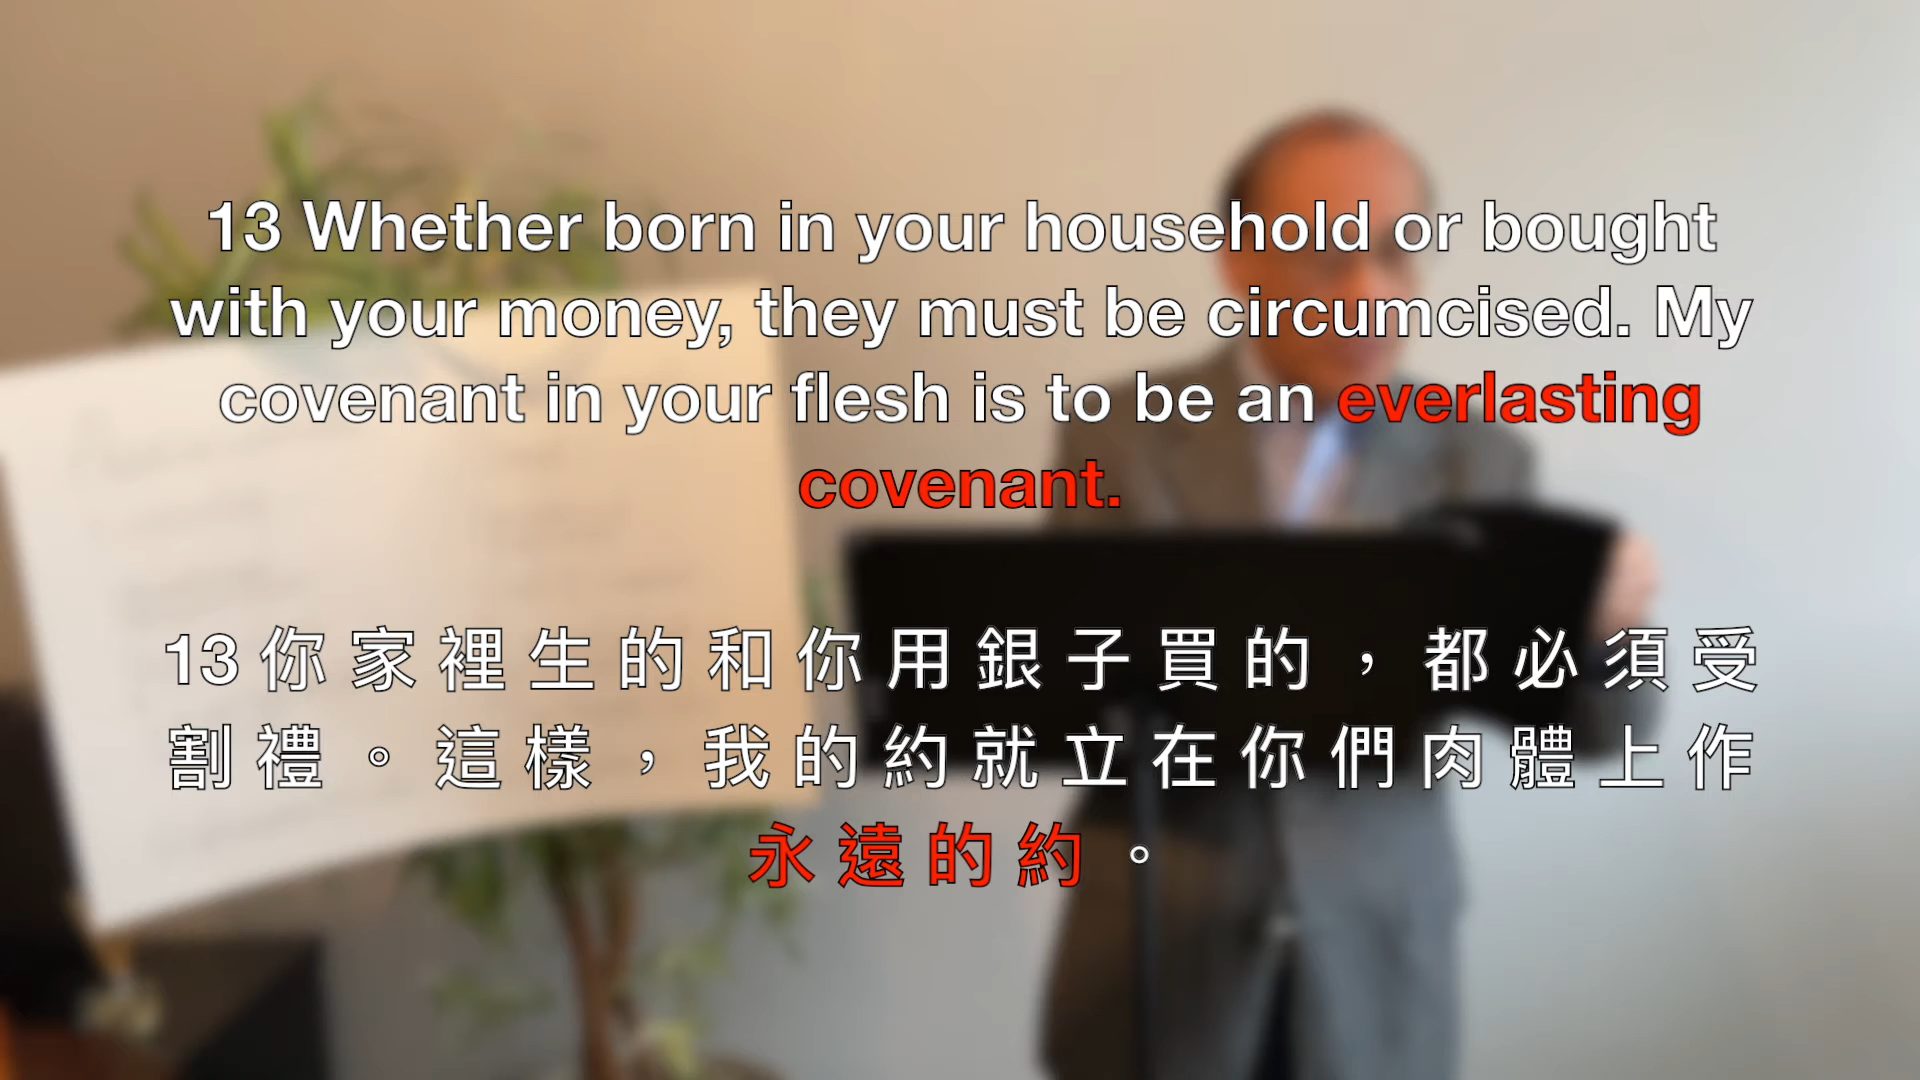 13 Whether born in your household or bought
with your money, they must be circumcised. My
covenant in your flesh is to be an everlasting
covenant.
13你家裡生的和你用銀子買的，都必須受
割禮。這樣，我的約就立在你們肉體上作
永遠的約。